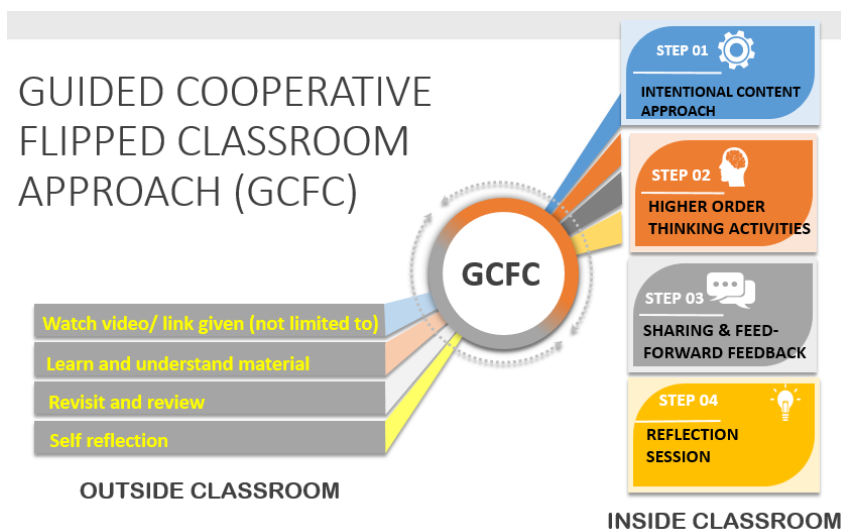 GUIDED COOPERATIVE
FLIPPED CLASSROOM
APPROACH (GCFC)
GCFC
Watch video/ link given (not limited to)
Learn and understand material
Revisit and review
Self reflection
OUTSIDE CLASSROOM
STEP 01
INTENTIONAL CONTENT
APPROACH
STEP 02
HIGHER ORDER
THINKING ACTIVITIES
STEP 03
SHARING & FEED-
FORWARD FEEDBACK
STEP 04
REFLECTION
SESSION
INSIDE CLASSROOM